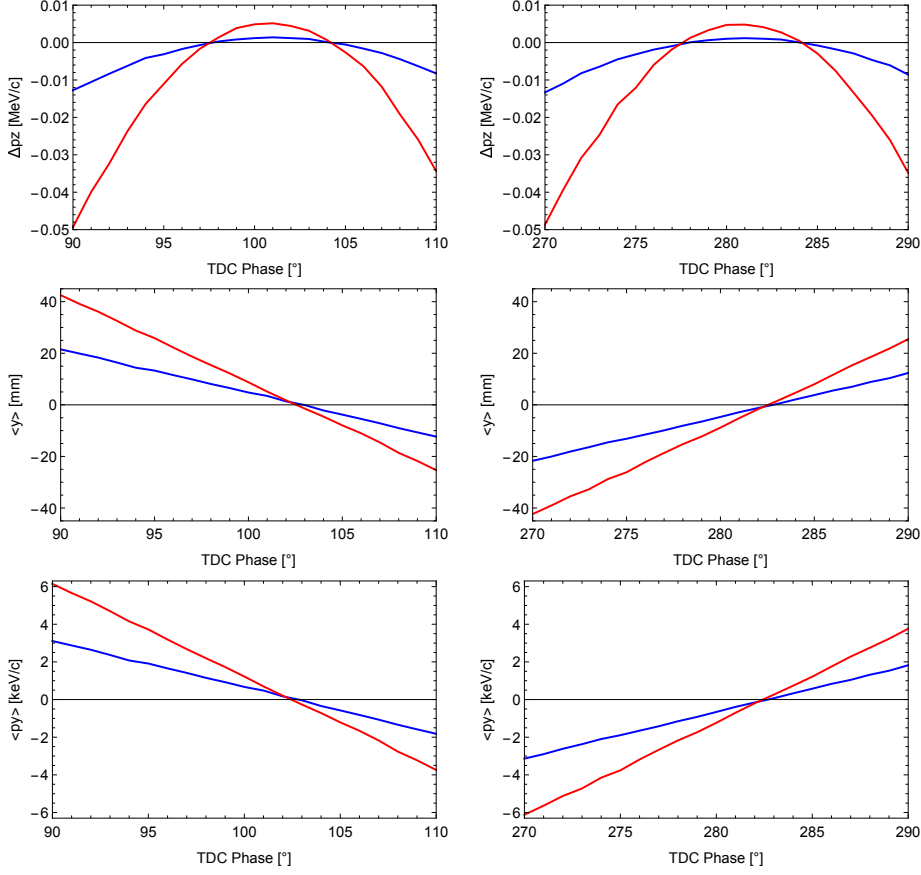 0.01
0.00
−0.01
−0.02
−0.03
−0.04
−0.05
Δpz [MeV/c]
90 95 100 105 110
TDC Phase [°]
0.01
0.00
−0.01
−0.02
−0.03
−0.04
−0.05
Δpz [MeV/c]
270 275 280 285 290
TDC Phase [°]
40
20
0
−20
−40
<y> [mm]
90 95 100 105 110
TDC Phase [°]
40
20
0
−20
−40
<y> [mm]
270 275 280 285 290
TDC Phase [°]
6
4
2
0
−2
−4
−6
<py> [keV/c]
90 95 100 105 110
TDC Phase [°]
6
4
2
0
−2
−4
−6
<py> [keV/c]
270 275 280 285 290
TDC Phase [°]